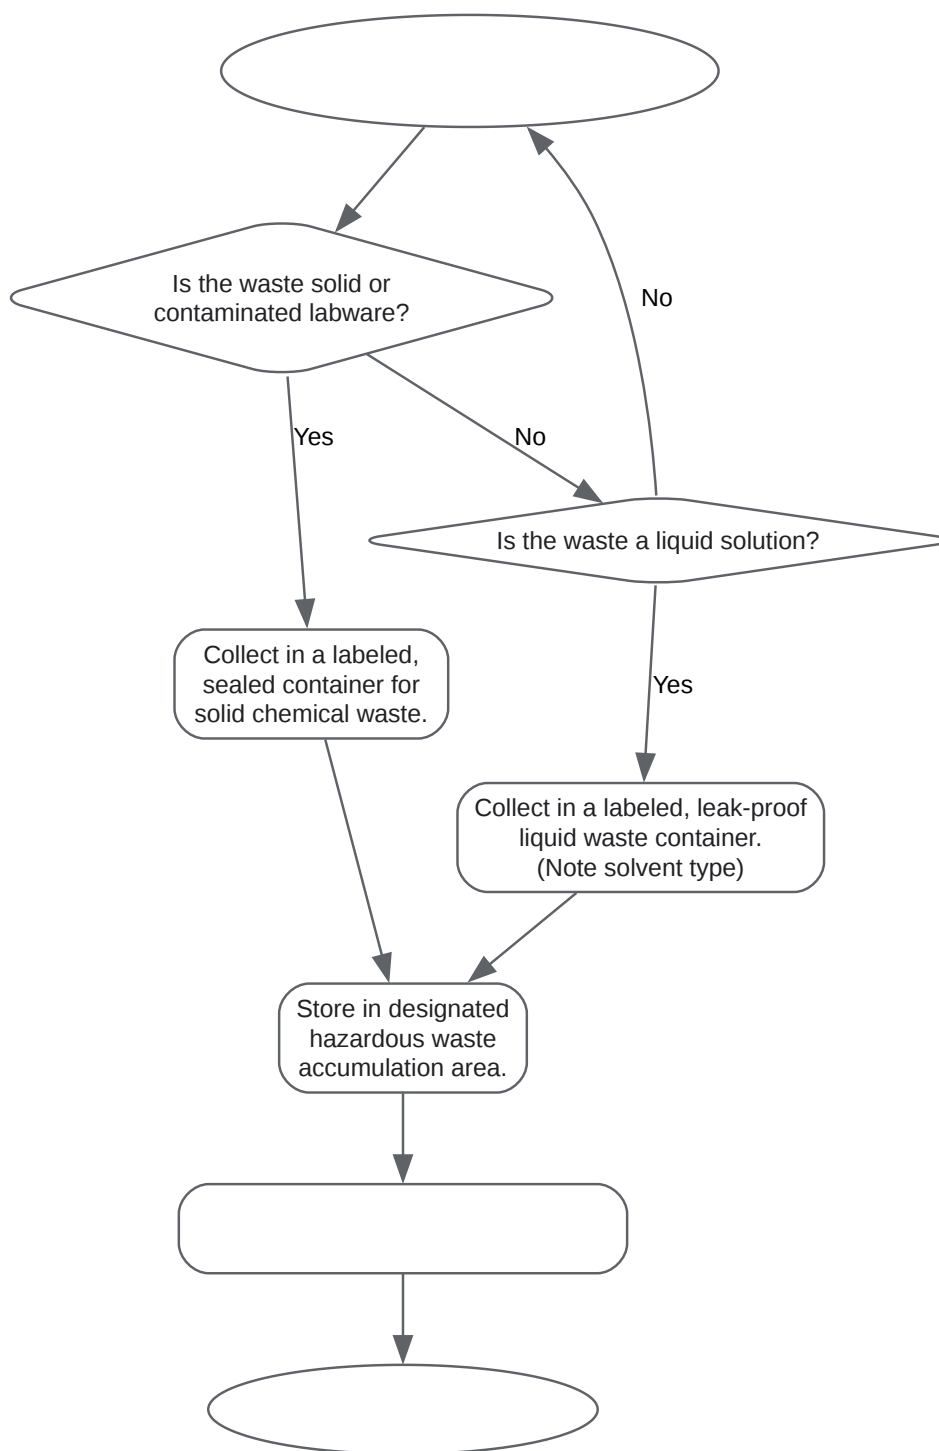 Is the waste solid or
contaminated labware?
No
Yes
No
Is the waste a liquid solution?
Collect in a labeled,
sealed container for
solid chemical waste.
Yes
Collect in a labeled, leak-proof
liquid waste container.
(Note solvent type)
Store in designated
hazardous waste
accumulation area.